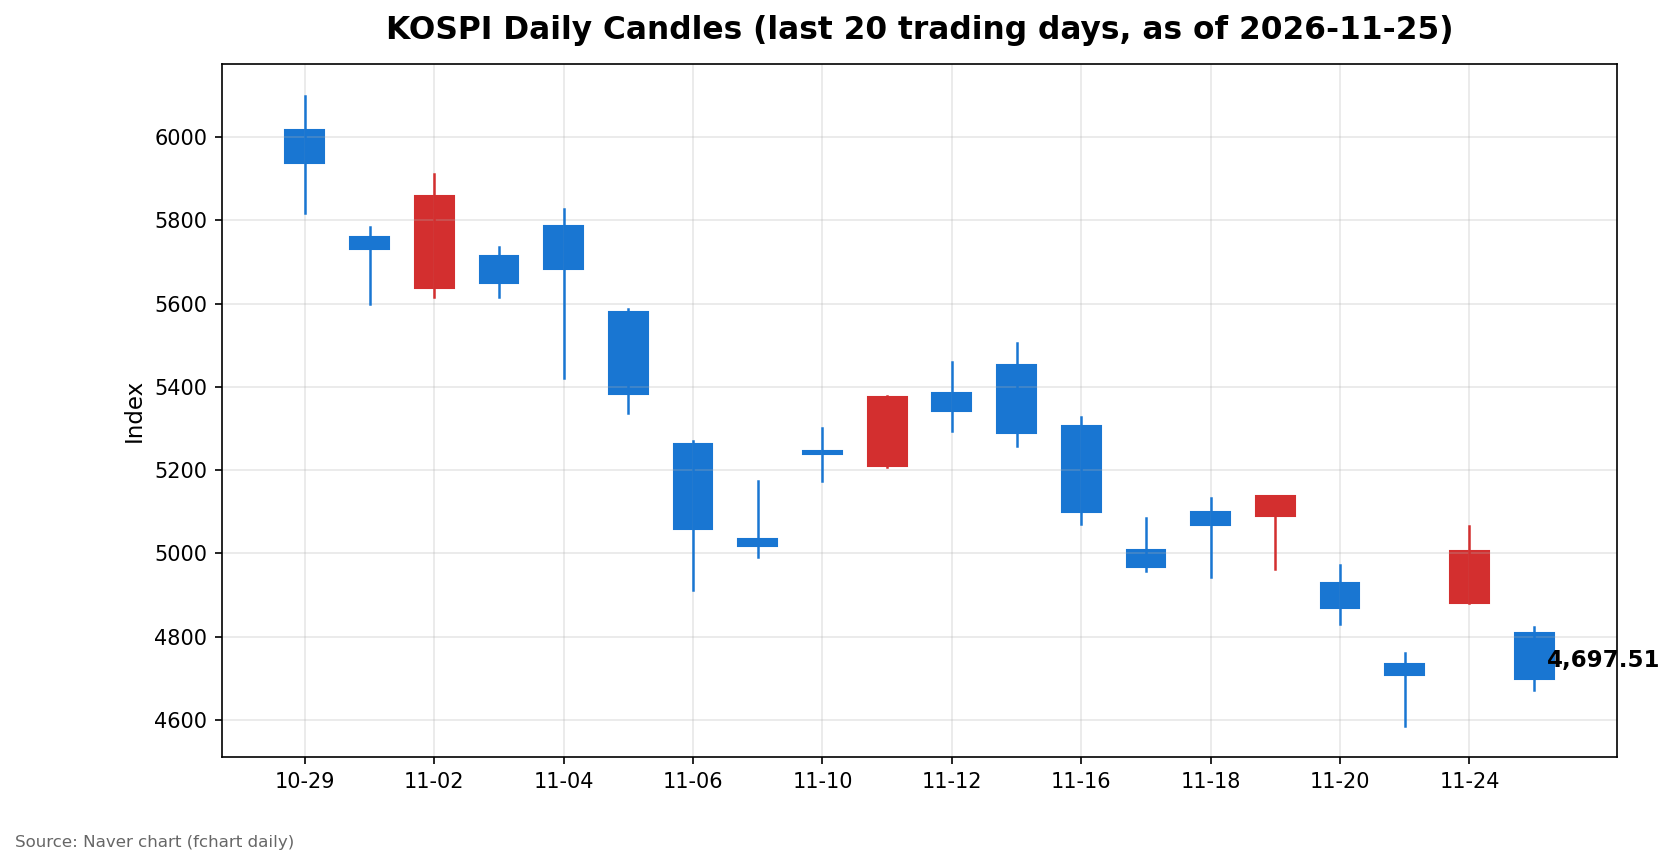 KOSPI Daily Candles (last 20 trading days, as of 2026-11-25)
Index
6000
5800
5600
5400
5200
5000
4800
4600
4,697.51
10-29 11-02 11-04 11-06 11-10 11-12 11-16 11-18 11-20 11-24
Source: Naver chart (fchart daily)